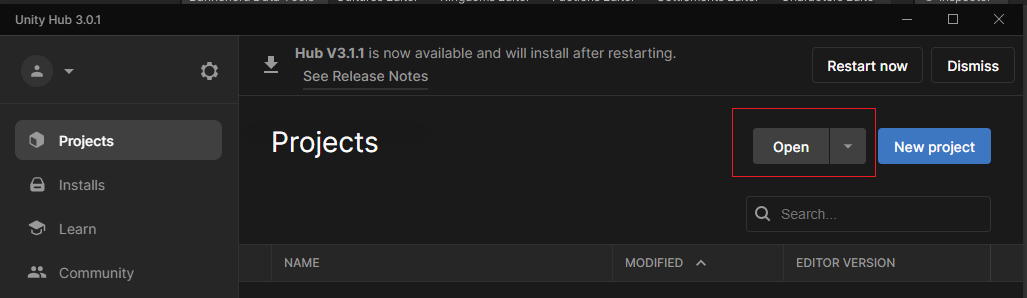 Unity Hub 3.0.1
Hub V3.1.1 is now available and will install after restarting.
See Release Notes
Restart now
Dismiss
Projects
Installs
Learn
Community
Projects
Open
New project
Search...
NAME
MODIFIED
EDITOR VERSION